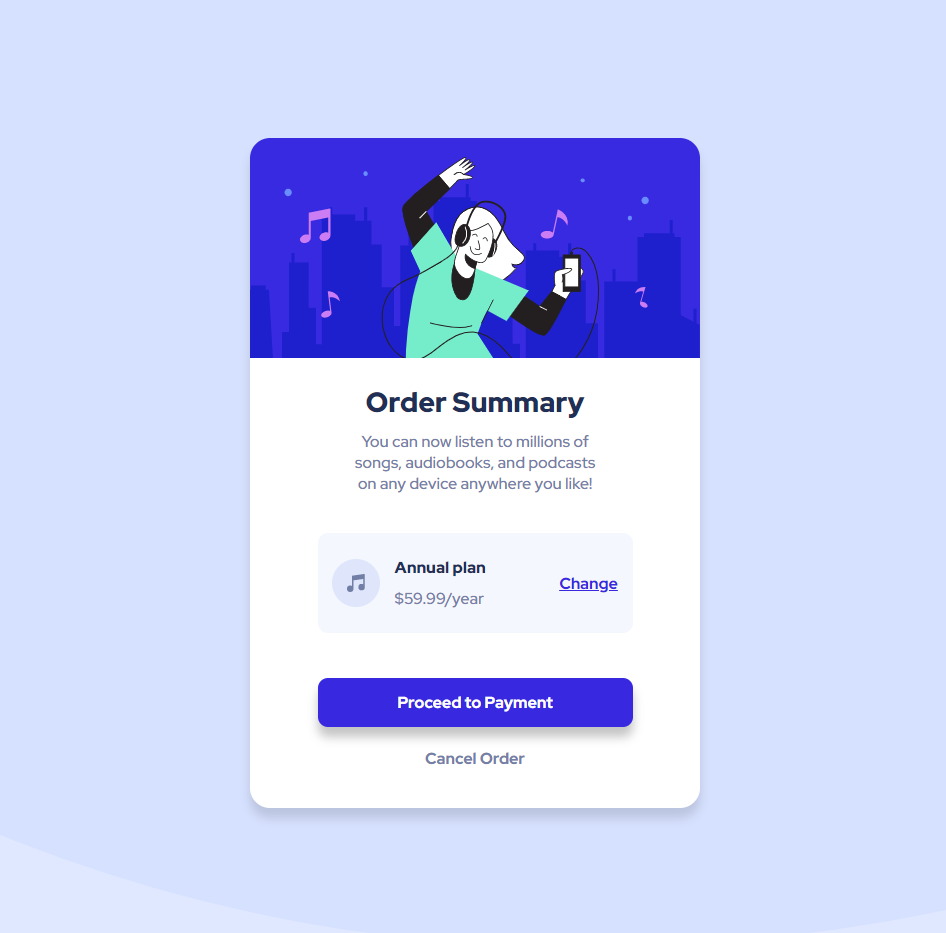 Order Summary
You can now listen to millions of
songs, audiobooks, and podcasts
on any device anywhere you like!
Annual plan
$59.99/year
Change
Proceed to Payment
Cancel Order